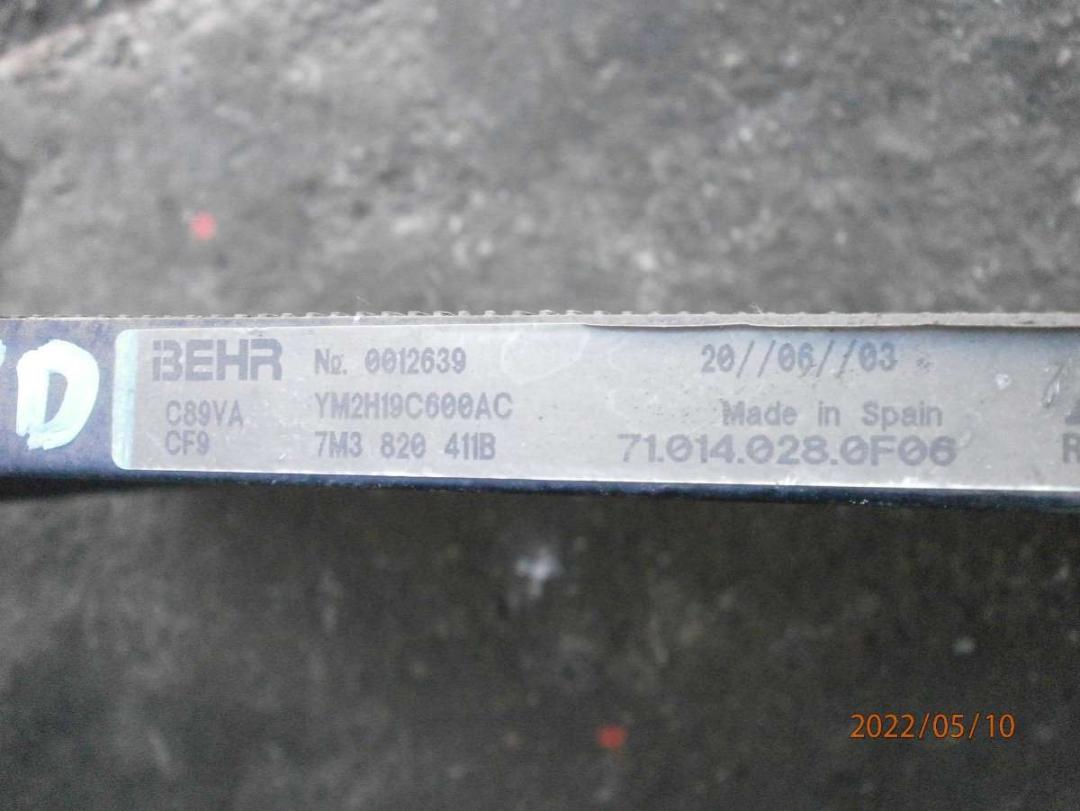 D
BEHR No. 0012639 20//06//03
C89VA YM2H19C600AC Made in Spain
CF9 7M3 820 411B 71.014.028.0F06 R
2022/05/10